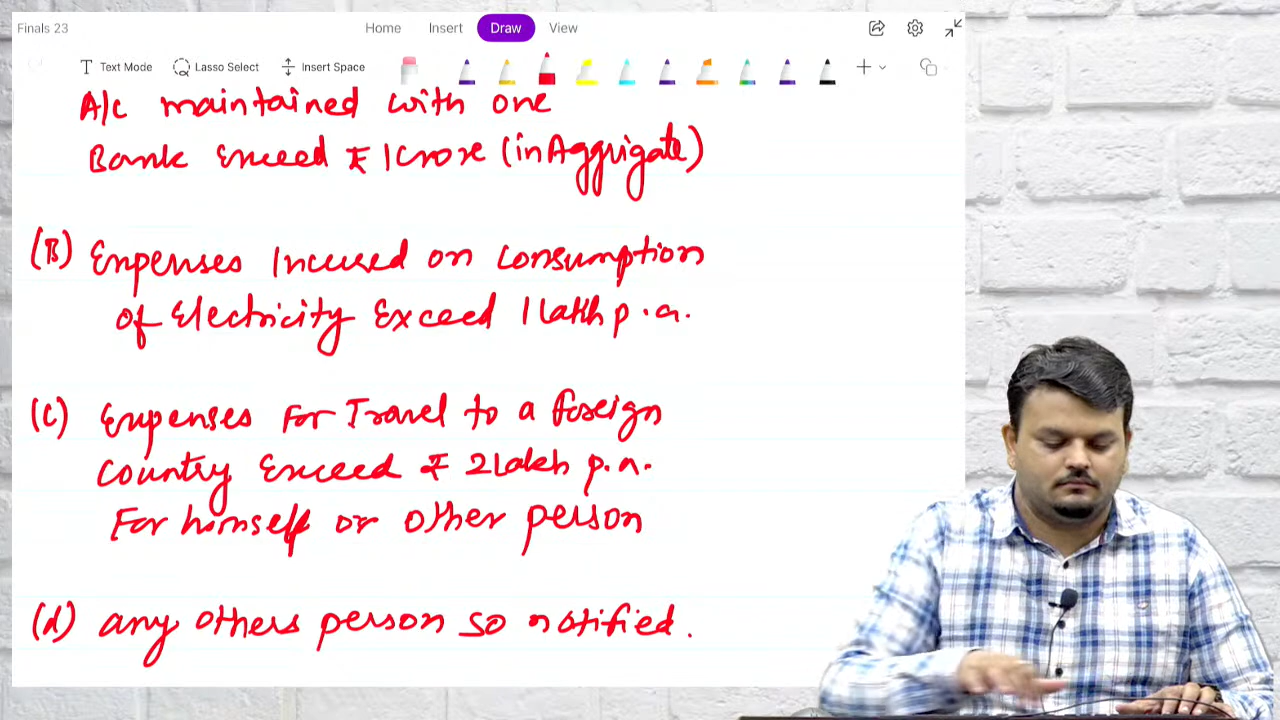 Finals 23
Home Insert Draw View
Text Mode Lasso Select Insert Space
A/c maintained with one
Bank Exceed ₹ 1 Crore (in Aggrigate)
(B) Expenses Incured on consumption
of Electricity Exceed 1 lakh p.a.
(C) Expenses For Travel to a foreign
Country Exceed ₹ 2 lakh p.a.
For himself or other person
(d) any others person so notified.